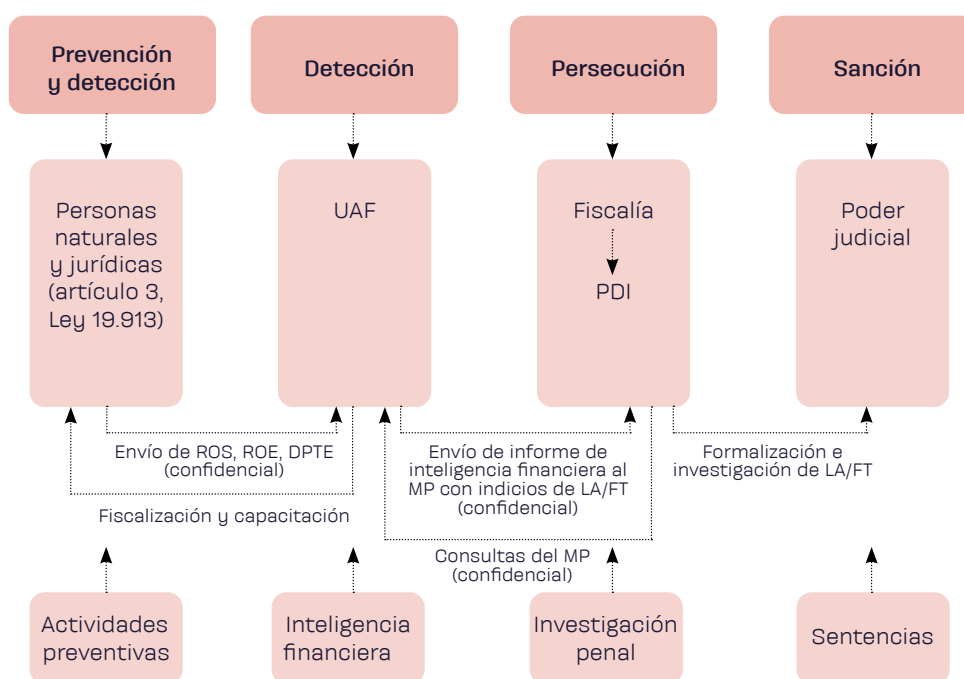 Prevención
y detección
Detección
Persecución
Sanción
Personas
naturales
y jurídicas
(artículo 3,
Ley 19.913)
UAF
Fiscalía
PDI
Poder
judicial
Envío de ROS, ROE, DPTE
(confidencial)
Fiscalización y capacitación
Envío de informe de
inteligencia financiera al
MP con indicios de LA/FT
(confidencial)
Consultas del MP
(confidencial)
Formalización e
investigación de LA/FT
Actividades
preventivas
Inteligencia
financiera
Investigación
penal
Sentencias